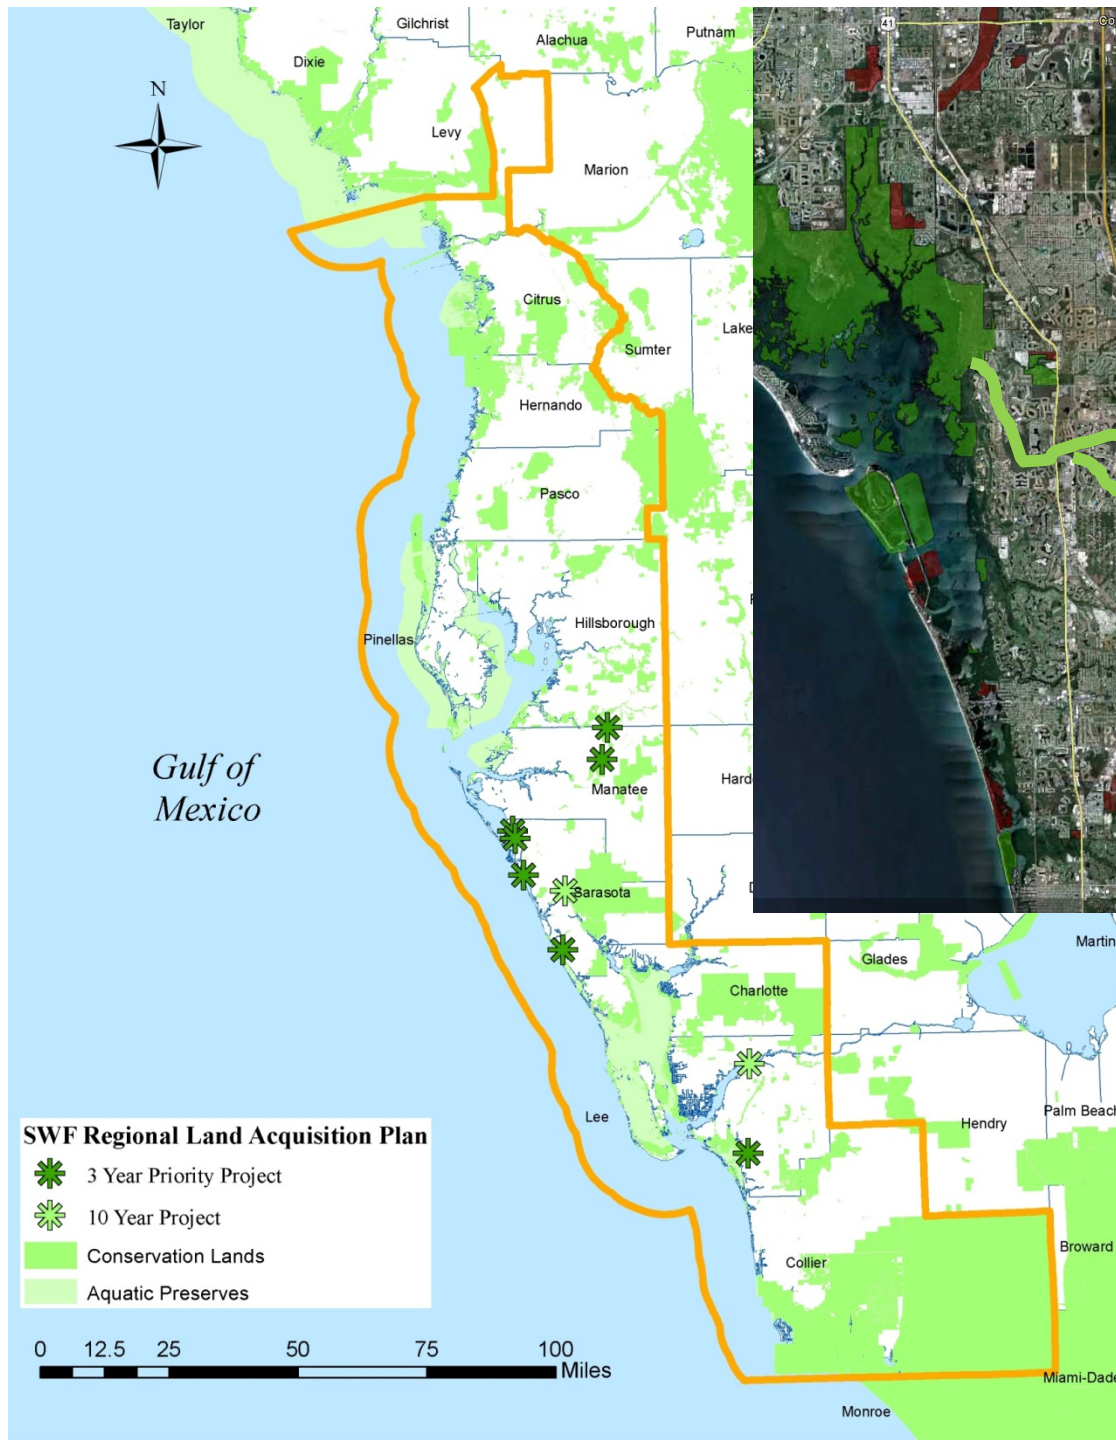 Taylor
Gilchrist
Alachua
Putnam
Dixie
41
Co
N
Levy
Marion
Citrus
Lake
Sumter
Hernando
Pasco
Hillsborough
Pinellas
Gulf of
Mexico
Manatee
Hard
Sarasota
D
Martin
Glades
Charlotte
Lee
Hendry
Palm Beach
SWF Regional Land Acquisition Plan
3 Year Priority Project
10 Year Project
Conservation Lands
Aquatic Preserves
Broward
Collier
0 12.5 25 50 75 100
Miles
Miami-Dade
Monroe